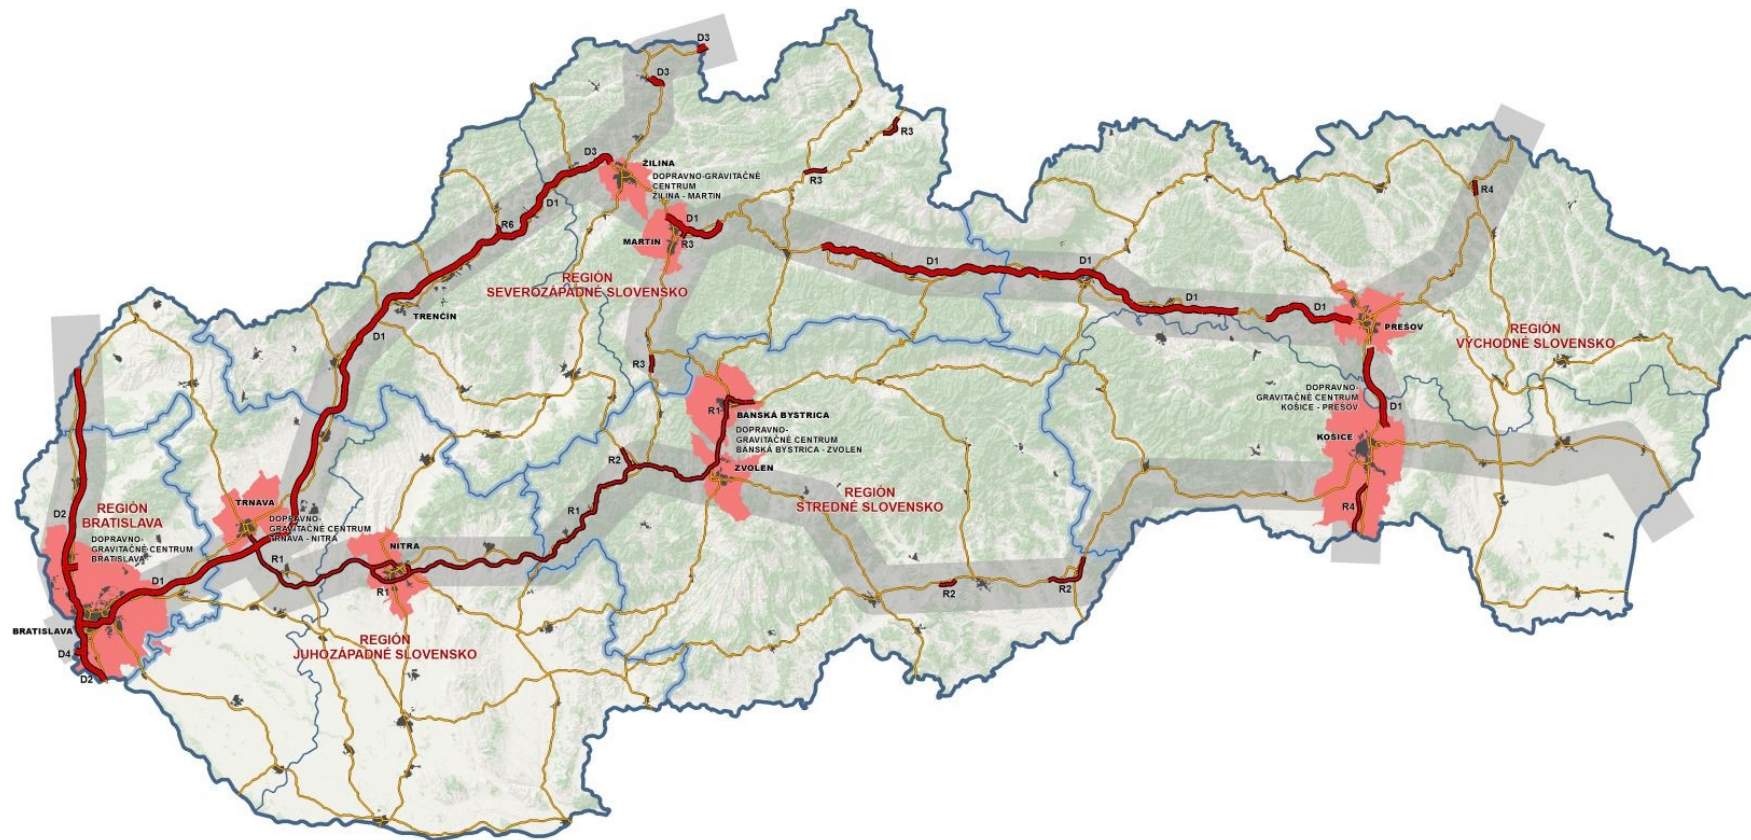 D3
D3
R3
D3
ŽILINA
DOPRAVNO-GRAVITAČNÉ
CENTRUM
ŽILINA - MARTIN
R3
R4
D1
R6
D1
MARTIN
R3
D1
D1
D1
D1
REGIÓN
SEVEROZÁPADNÉ SLOVENSKO
TRENČÍN
D1
PREŠOV
REGIÓN
VÝCHODNÉ SLOVENSKO
R3
DOPRAVNO-
GRAVITAČNÉ CENTRUM
KOŠICE - PREŠOV
D1
R1
BANSKÁ BYSTRICA
DOPRAVNO-
GRAVITAČNÉ CENTRUM
BANSKÁ BYSTRICA - ZVOLEN
KOŠICE
R2
ZVOLEN
REGIÓN
STREDNÉ SLOVENSKO
R4
D2
REGIÓN
BRATISLAVA
DOPRAVNO-
GRAVITAČNÉ CENTRUM
BRATISLAVA
TRNAVA
DOPRAVNO-
GRAVITAČNÉ CENTRUM
TRNAVA - NITRA
R1
NITRA
R1
D1
R1
R2
R2
BRATISLAVA
D4
D2
REGIÓN
JUHOZÁPADNÉ SLOVENSKO